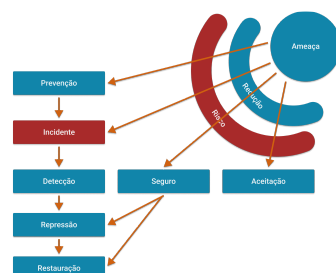 Ameaça
Redução
Risco
Prevenção
Incidente
Detecção
Seguro
Aceitação
Repressão
Restauração